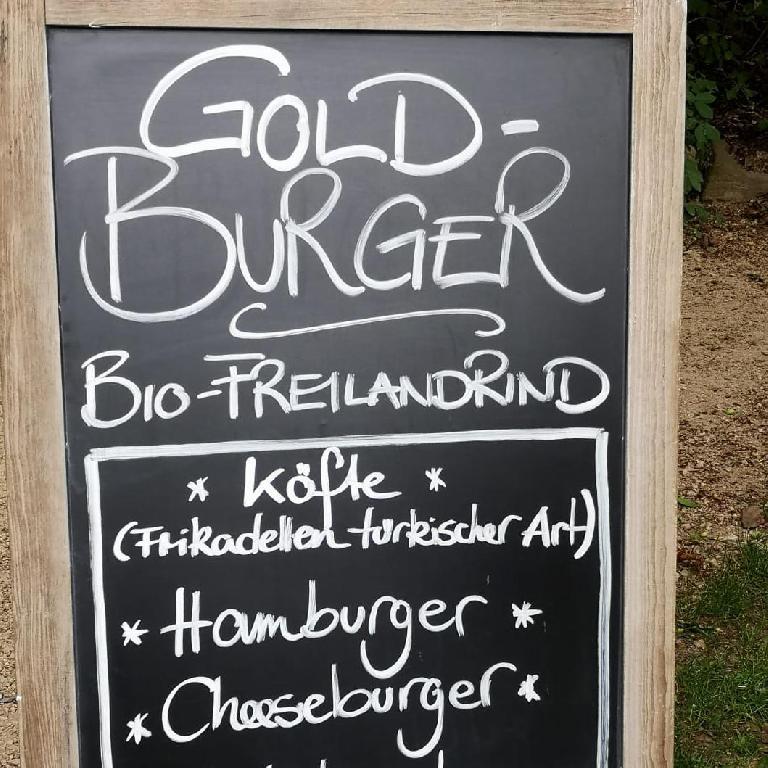 GOLD-
BURGER
BIO-FREILANDRIND
* Köfte *
(Frikadellen türkischer Art)
* Hamburger *
* Cheeseburger *